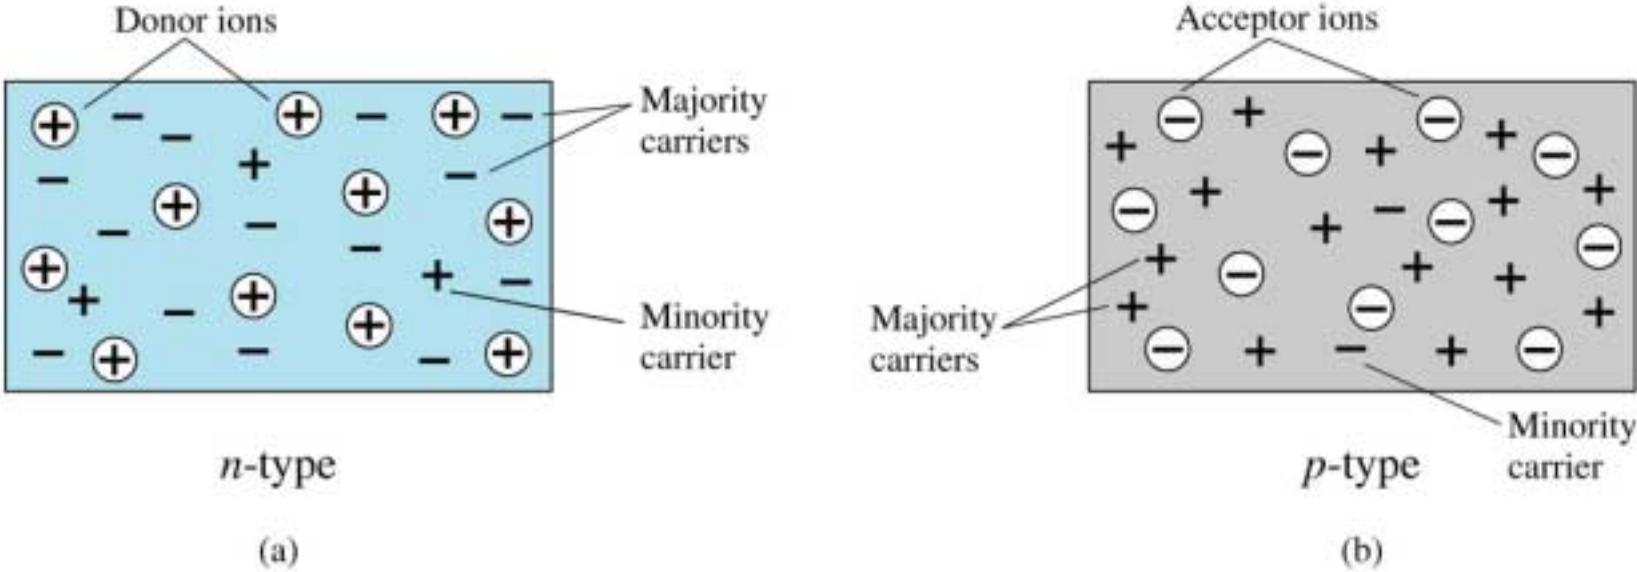 Donor ions
Majority
carriers
Minority
carrier
n-type
(a)
Acceptor ions
Majority
carriers
Minority
carrier
p-type
(b)